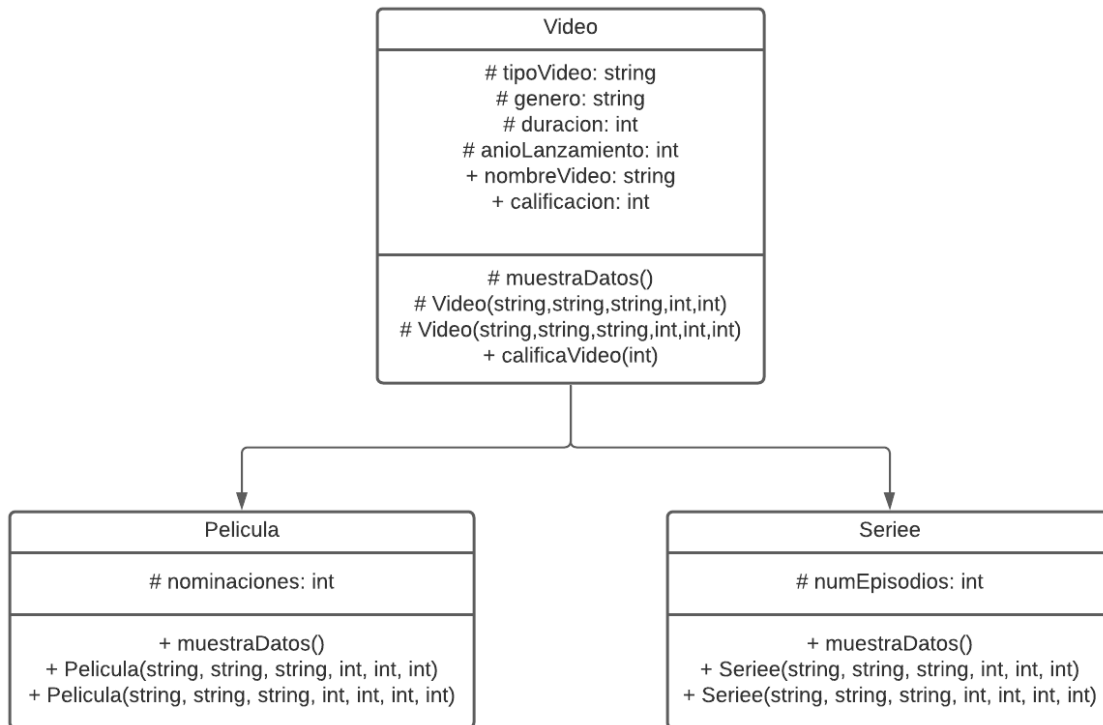 Video
# tipoVideo: string
# genero: string
# duracion: int
# anioLanzamiento: int
+ nombreVideo: string
+ calificacion: int
# muestraDatos()
# Video(string,string,string,int,int)
# Video(string,string,string,int,int,int)
+ calificaVideo(int)
Pelicula
# nominaciones: int
+ muestraDatos()
+ Pelicula(string, string, string, int, int, int)
+ Pelicula(string, string, string, int, int, int, int)
Seriee
# numEpisodios: int
+ muestraDatos()
+ Seriee(string, string, string, int, int, int)
+ Seriee(string, string, string, int, int, int, int)